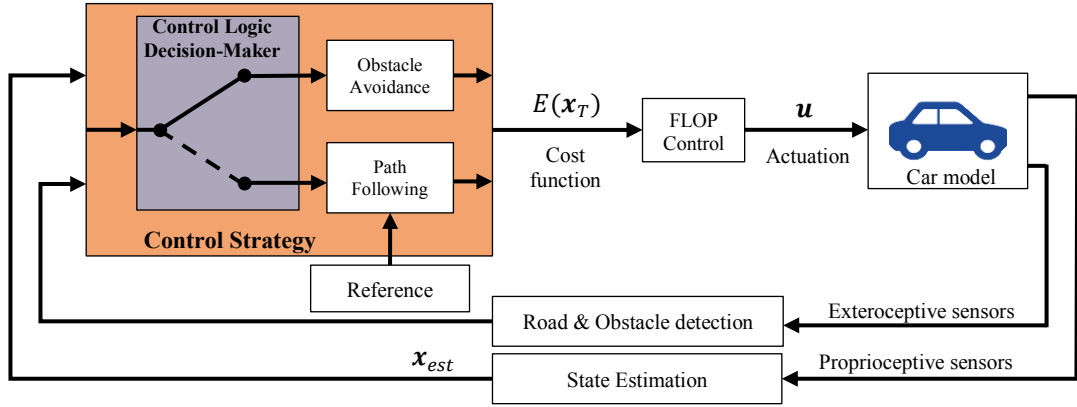 Control Logic
Decision-Maker
Obstacle
Avoidance
Path
Following
Control Strategy
Reference
E(x_T)
Cost
function
FLOP
Control
u
Actuation
Car model
Road & Obstacle detection
Exteroceptive sensors
x_est
State Estimation
Proprioceptive sensors